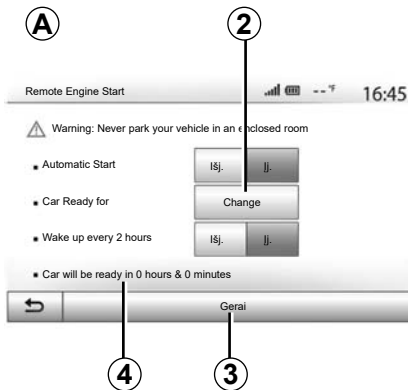 A
2
Remote Engine Start -- °F 16:45
Warning: Never park your vehicle in an enclosed room
Automatic Start Išj. Įj.
Car Ready for Change
Wake up every 2 hours Išj. Įj.
Car will be ready in 0 hours & 0 minutes
Gerai
4 3